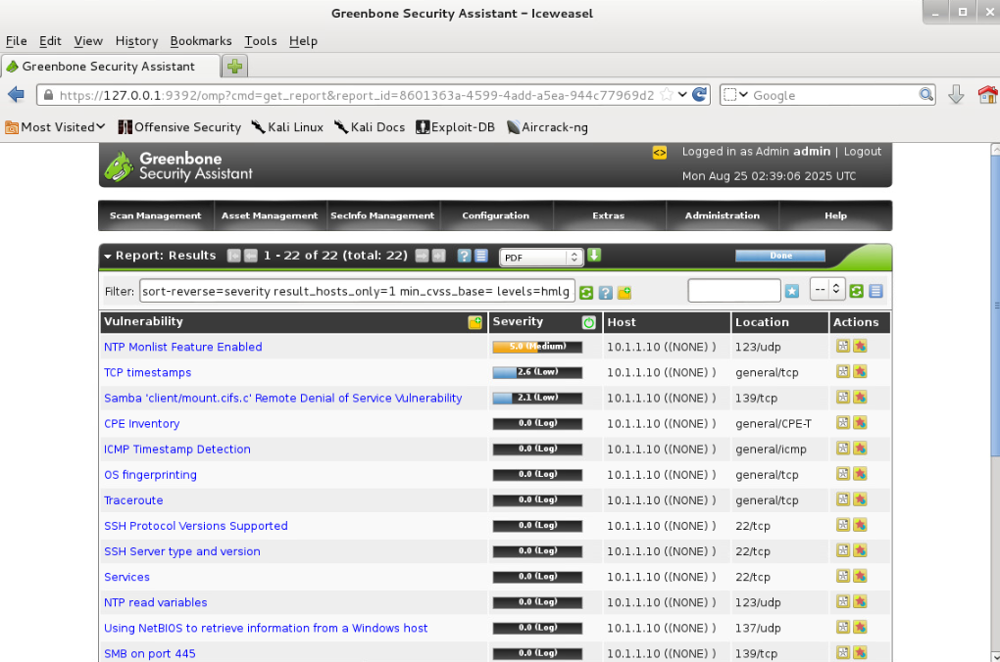 Greenbone Security Assistant - Iceweasel
File Edit View History Bookmarks Tools Help
Greenbone Security Assistant
https://127.0.0.1:9392/omp?cmd=get_report&report_id=8601363a-4599-4add-a5ea-944c77969d2 Google
Most Visited Offensive Security Kali Linux Kali Docs Exploit-DB Aircrack-ng
Greenbone
Security Assistant
Logged in as Admin admin | Logout
Mon Aug 25 02:39:06 2025 UTC
Scan Management Asset Management SecInfo Management Configuration Extras Administration Help
Report: Results 1 - 22 of 22 (total: 22) ? PDF Done
Filter: sort-reverse=severity result_hosts_only=1 min_cvss_base= levels=hmlg ? --
Vulnerability Severity Host Location Actions
NTP Monlist Feature Enabled 5.0 (Medium) 10.1.1.10 ((NONE) ) 123/udp
TCP timestamps 2.6 (Low) 10.1.1.10 ((NONE) ) general/tcp
Samba 'client/mount.cifs.c' Remote Denial of Service Vulnerability 2.1 (Low) 10.1.1.10 ((NONE) ) 139/tcp
CPE Inventory 0.0 (Log) 10.1.1.10 ((NONE) ) general/CPE-T
ICMP Timestamp Detection 0.0 (Log) 10.1.1.10 ((NONE) ) general/icmp
OS fingerprinting 0.0 (Log) 10.1.1.10 ((NONE) ) general/tcp
Traceroute 0.0 (Log) 10.1.1.10 ((NONE) ) general/tcp
SSH Protocol Versions Supported 0.0 (Log) 10.1.1.10 ((NONE) ) 22/tcp
SSH Server type and version 0.0 (Log) 10.1.1.10 ((NONE) ) 22/tcp
Services 0.0 (Log) 10.1.1.10 ((NONE) ) 22/tcp
NTP read variables 0.0 (Log) 10.1.1.10 ((NONE) ) 123/udp
Using NetBIOS to retrieve information from a Windows host 0.0 (Log) 10.1.1.10 ((NONE) ) 137/udp
SMB on port 445 0.0 (Log) 10.1.1.10 ((NONE) ) 139/tcp